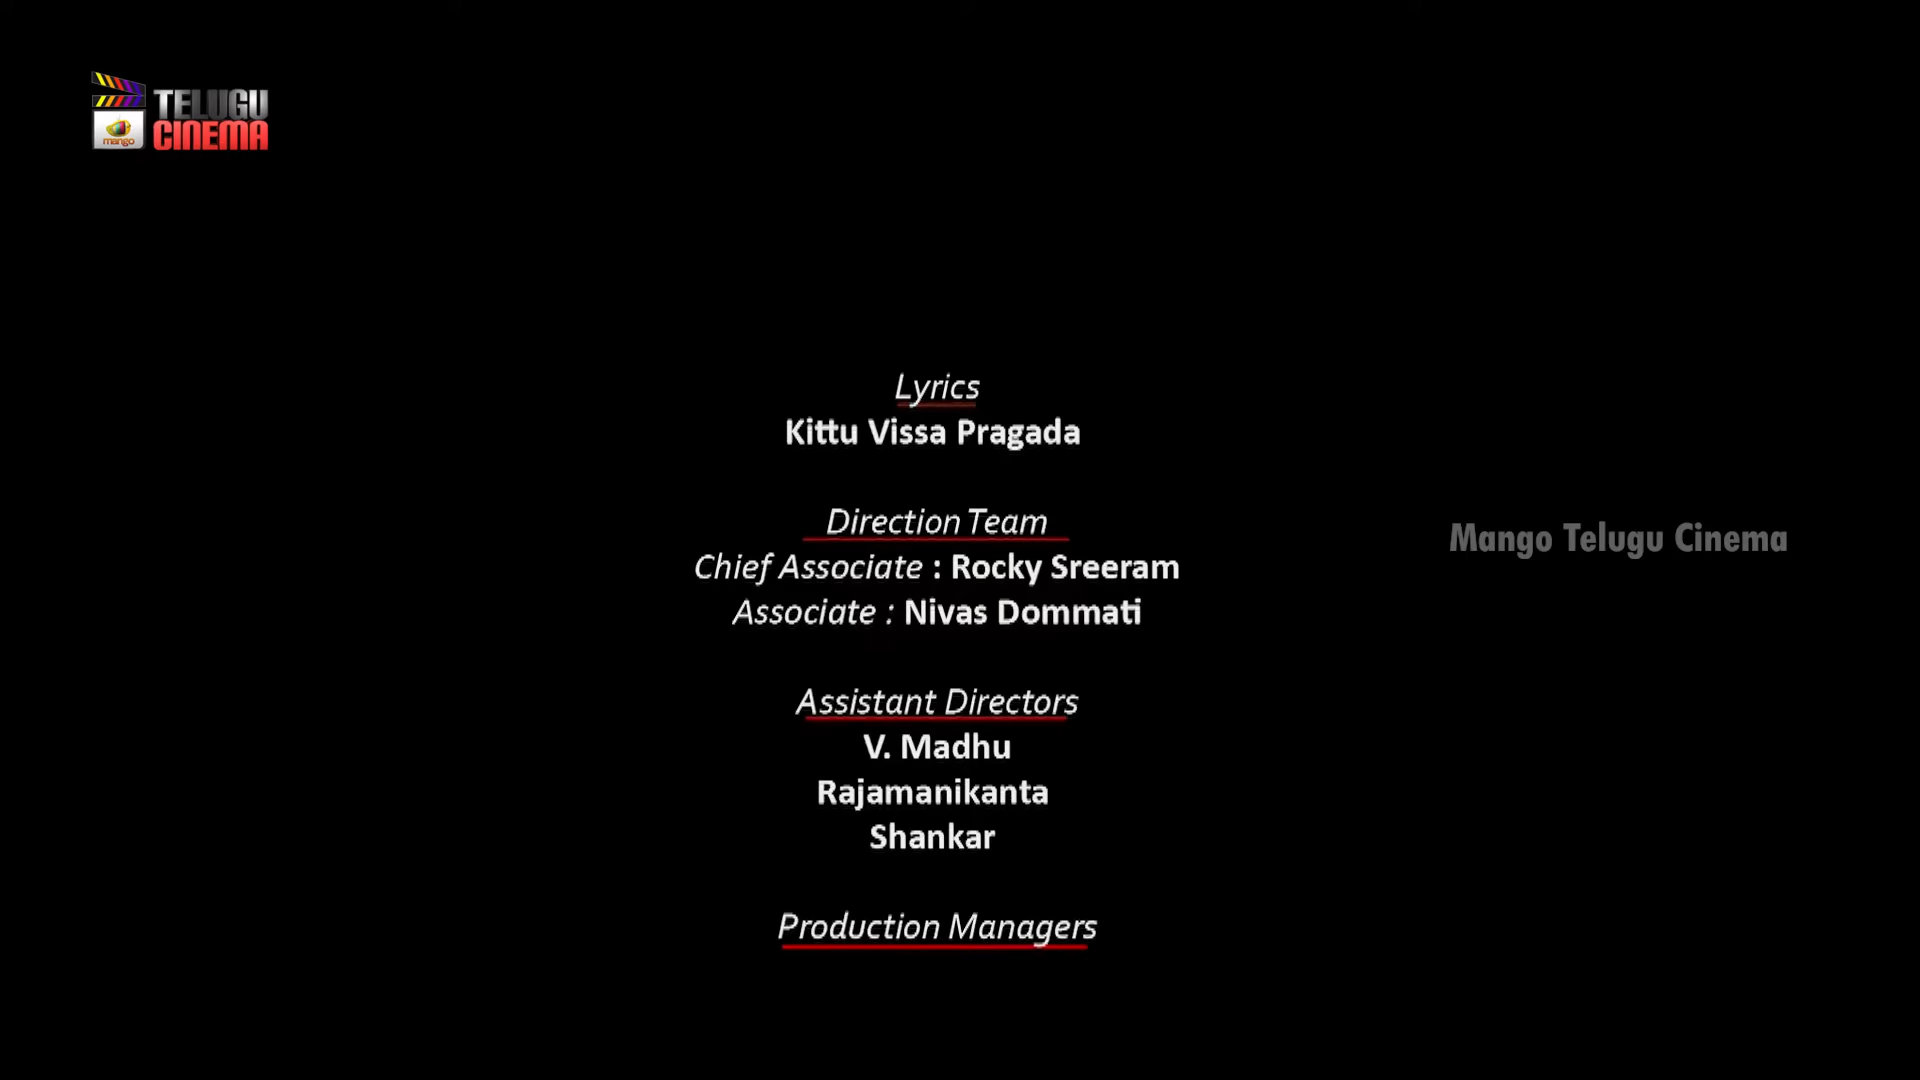 TELUGU
CINEMA
mango
Lyrics
Kittu Vissa Pragada
Direction Team
Chief Associate : Rocky Sreeram
Associate : Nivas Dommati
Mango Telugu Cinema
Assistant Directors
V. Madhu
Rajamanikanta
Shankar
Production Managers